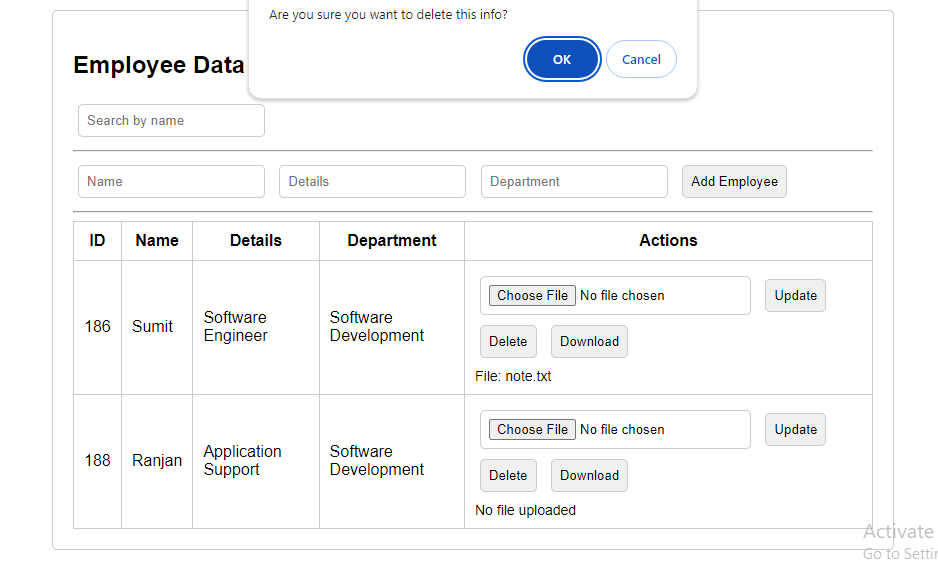 Are you sure you want to delete this info?
OK Cancel
Employee Data
Search by name
Name Details Department Add Employee
ID Name Details Department Actions
186 Sumit Software Engineer Software Development
Choose File No file chosen Update
Delete Download
File: note.txt
188 Ranjan Application Support Software Development
Choose File No file chosen Update
Delete Download
No file uploaded
Activate
Go to